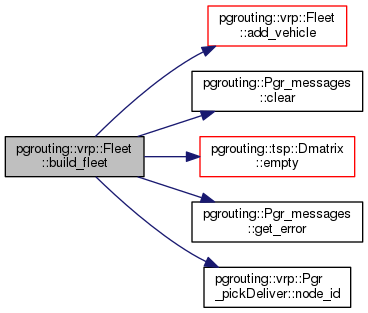 pgrouting::vrp::Fleet
::build_fleet
pgrouting::vrp::Fleet
::add_vehicle
pgrouting::Pgr_messages
::clear
pgrouting::tsp::Dmatrix
::empty
pgrouting::Pgr_messages
::get_error
pgrouting::vrp::Pgr
_pickDeliver::node_id